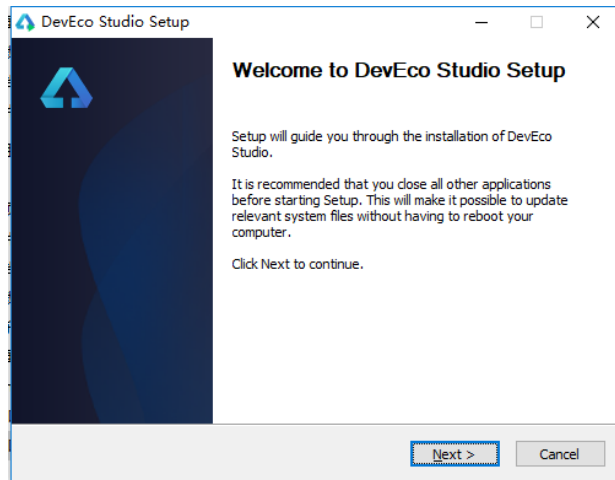 DevEco Studio Setup
Welcome to DevEco Studio Setup
Setup will guide you through the installation of DevEco
Studio.
It is recommended that you close all other applications
before starting Setup. This will make it possible to update
relevant system files without having to reboot your
computer.
Click Next to continue.
Next >
Cancel